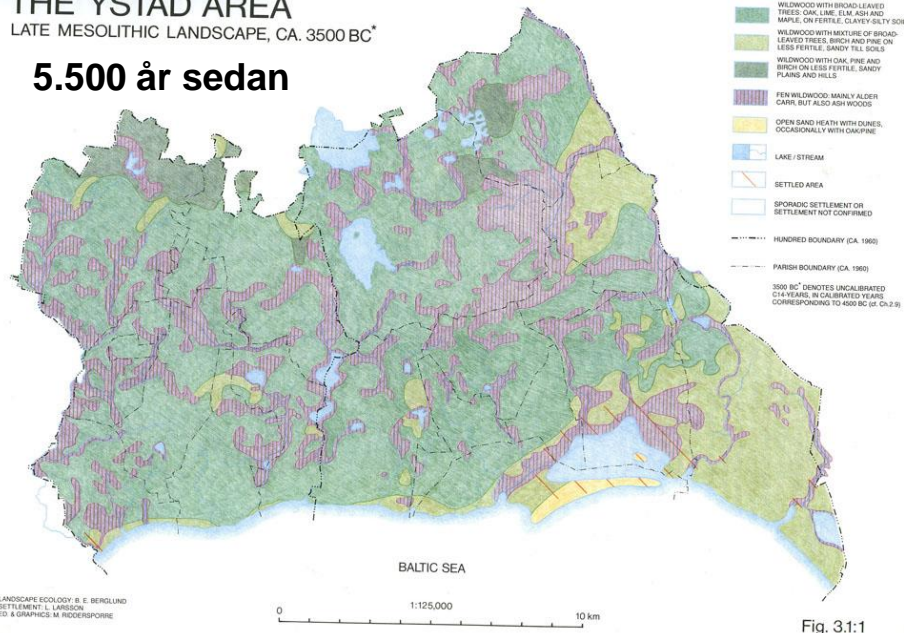 THE YSTAD AREA
LATE MESOLITHIC LANDSCAPE, CA. 3500 BC*
5.500 år sedan
WILDWOOD WITH BROAD-LEAVED
TREES: OAK, LIME, ELM, ASH AND
MAPLE, ON FERTILE, CLAYEY-SILTY SOIL
WILDWOOD WITH MIXTURE OF BROAD-
LEAVED TREES, BIRCH AND PINE ON
LESS FERTILE, SANDY TILL SOILS
WILDWOOD WITH OAK, PINE AND
BIRCH ON LESS FERTILE, SANDY
PLAINS AND HILLS
FEN WILDWOOD: MAINLY ALDER
CARR, BUT ALSO ASH WOODS
OPEN SAND HEATH WITH DUNES,
OCCASIONALLY WITH OAK/PINE
LAKE / STREAM
SETTLED AREA
SPORADIC SETTLEMENT OR
SETTLEMENT NOT CONFIRMED
HUNDRED BOUNDARY (CA. 1960)
PARISH BOUNDARY (CA. 1960)
3500 BC* DENOTES UNCALIBRATED
C14-YEARS, IN CALIBRATED YEARS
CORRESPONDING TO 4500 BC (cf. Ch.2.9)
BALTIC SEA
LANDSCAPE ECOLOGY: B. E. BERGLUND
SETTLEMENT: L. LARSSON
ED. & GRAPHICS: M. RIDDERSPORRE
1:125,000
0 10 km
Fig. 3.1:1